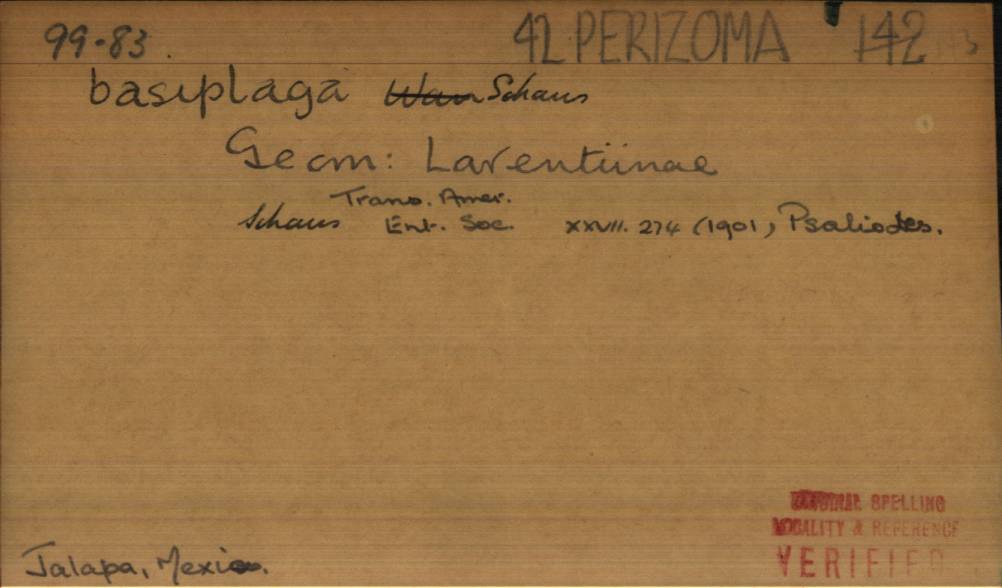 99-83. 42 PERIZOMA 142
basiplaga Schaus
Geom: Larentiinae
Schaus Trans. Amer. Ent. Soc. XXVII. 274 (1901) Psaliodes.
ORIGINAL SPELLING
LOCALITY & REFERENCE
VERIFIED
Jalapa, Mexico.